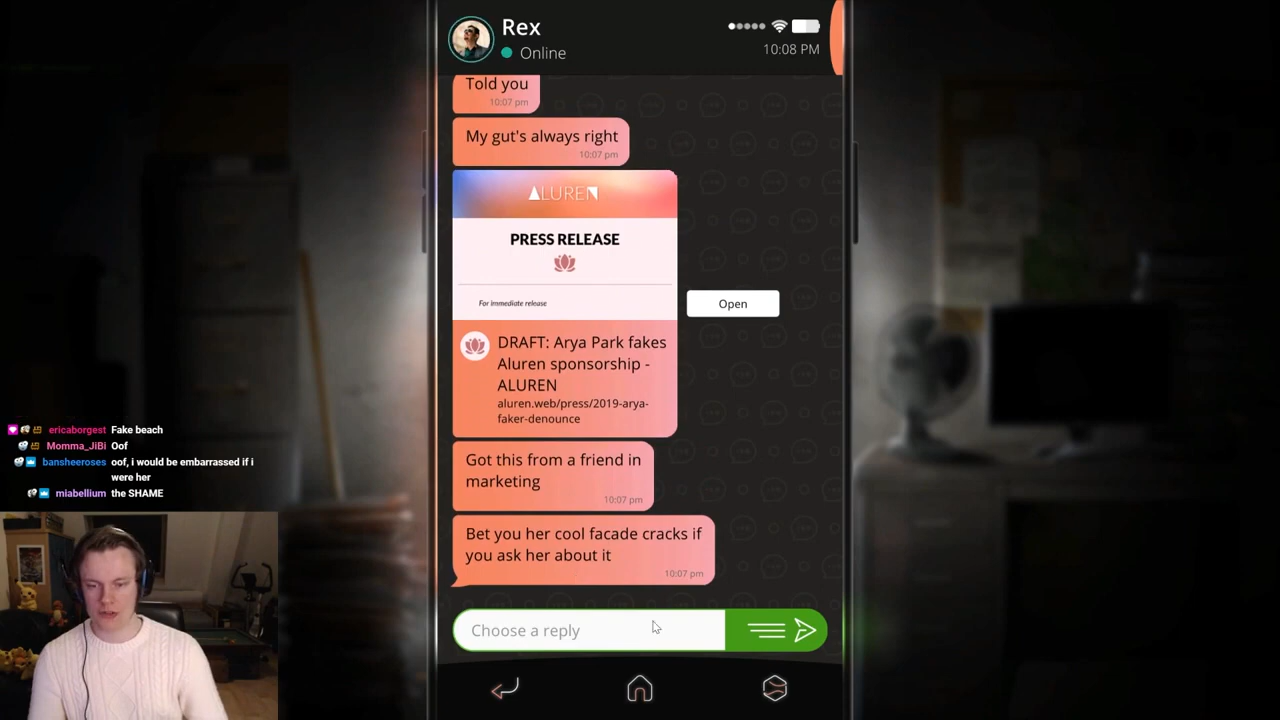 Rex
Online
10:08 PM
Told you
10:07 pm
My gut's always right
10:07 pm
ALUREN
PRESS RELEASE
For immediate release
Open
DRAFT: Arya Park fakes
Aluren sponsorship -
ALUREN
aluren.web/press/2019-arya-
faker-denounce
Got this from a friend in
marketing
10:07 pm
Bet you her cool facade cracks if
you ask her about it
10:07 pm
Choose a reply
ericaborgest Fake beach
Momma_JiBi Oof
bansheeroses oof, i would be embarrassed if i
were her
miabellium the SHAME